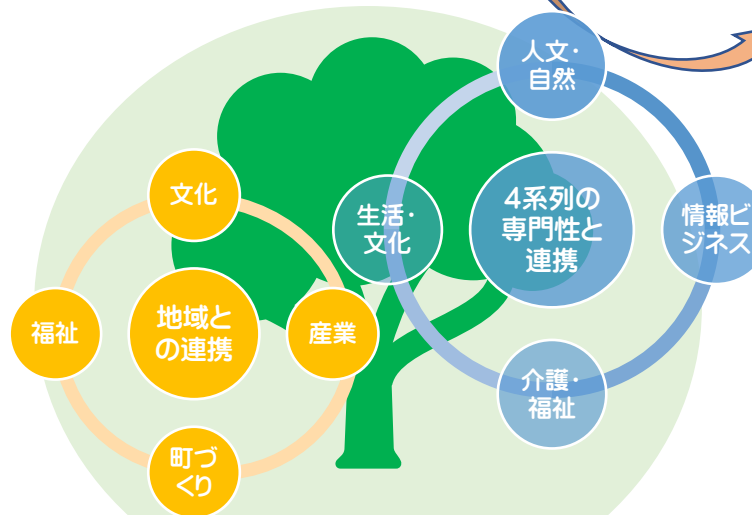 文化
福祉
地域と
の連携
産業
町づ
くり
人文・
自然
生活・
文化
4系列の
専門性と
連携
情報ビ
ジネス
介護・
福祉